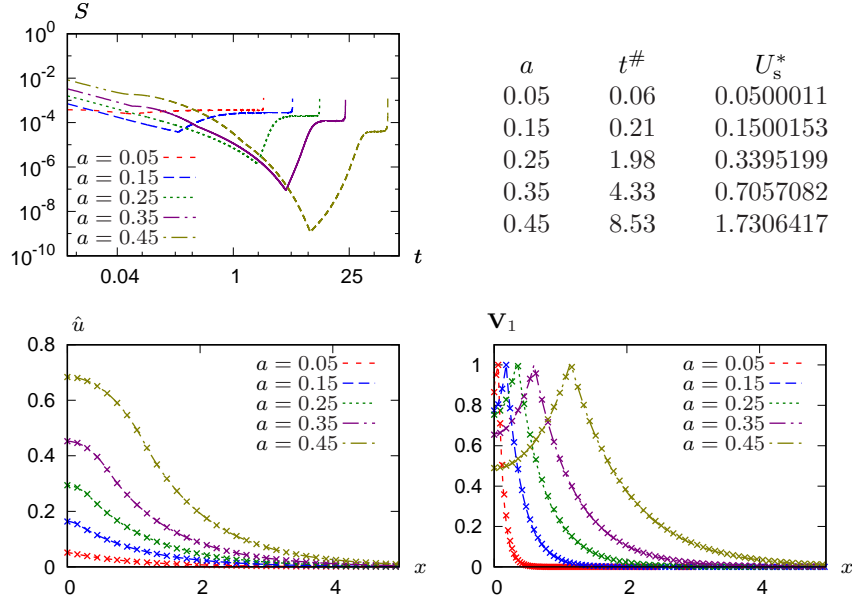 S
10^0
10^-2
10^-4
10^-6
10^-8
10^-10
a = 0.05
a = 0.15
a = 0.25
a = 0.35
a = 0.45
0.04 1 25
t
a t^# U_s^*
0.05 0.06 0.0500011
0.15 0.21 0.1500153
0.25 1.98 0.3395199
0.35 4.33 0.7057082
0.45 8.53 1.7306417
û
0.8
0.6
0.4
0.2
0
a = 0.05
a = 0.15
a = 0.25
a = 0.35
a = 0.45
0 2 4
x
V_1
1
0.8
0.6
0.4
0.2
0
a = 0.05
a = 0.15
a = 0.25
a = 0.35
a = 0.45
0 2 4
x